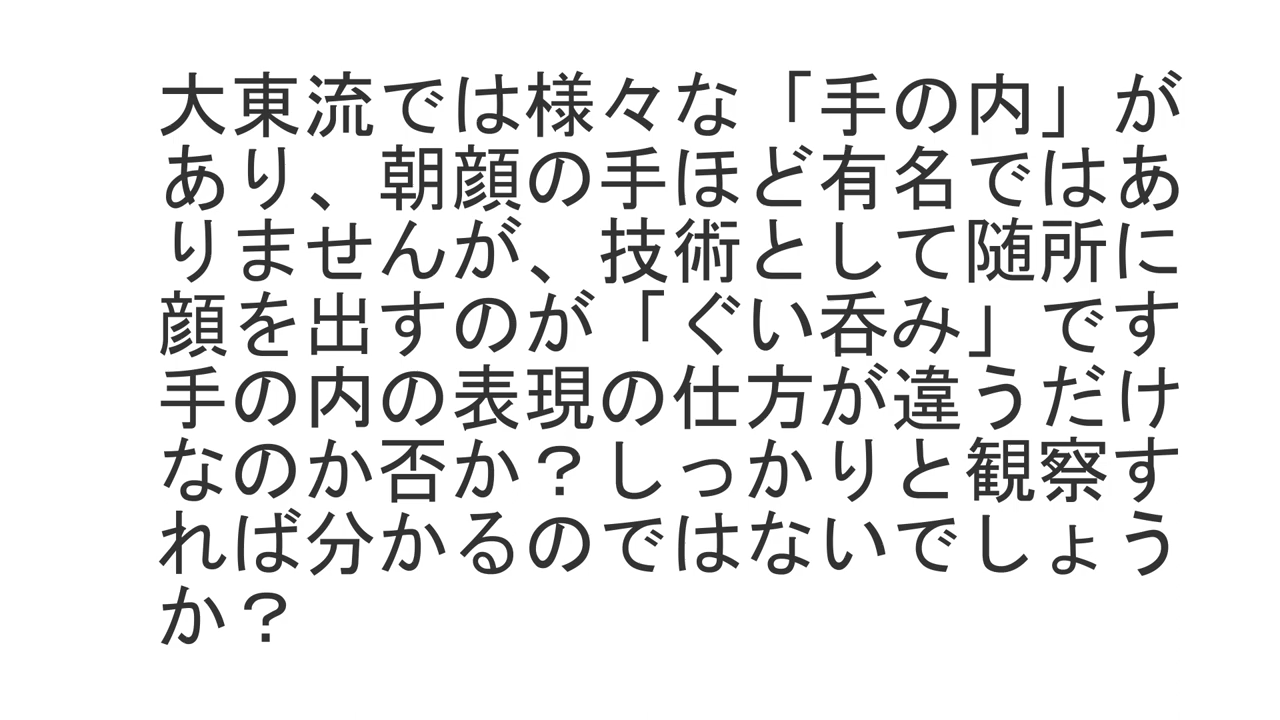 大東流では様々な「手の内」が
あり、朝顔の手ほど有名ではあ
りませんが、技術として随所に
顔を出すのが「ぐい呑み」です
手の内の表現の仕方が違うだけ
なのか否か？しっかりと観察す
れば分かるのではないでしょう
か？